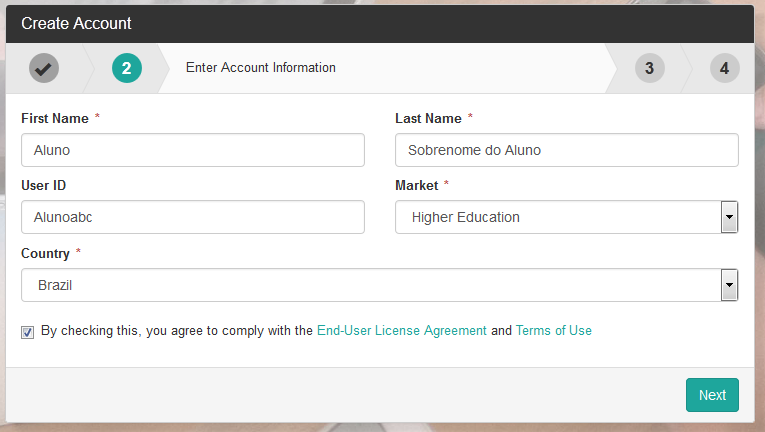 Create Account
2 Enter Account Information 3 4
First Name * Last Name *
Aluno Sobrenome do Aluno
User ID Market *
Alunoabc Higher Education
Country *
Brazil
By checking this, you agree to comply with the End-User License Agreement and Terms of Use
Next